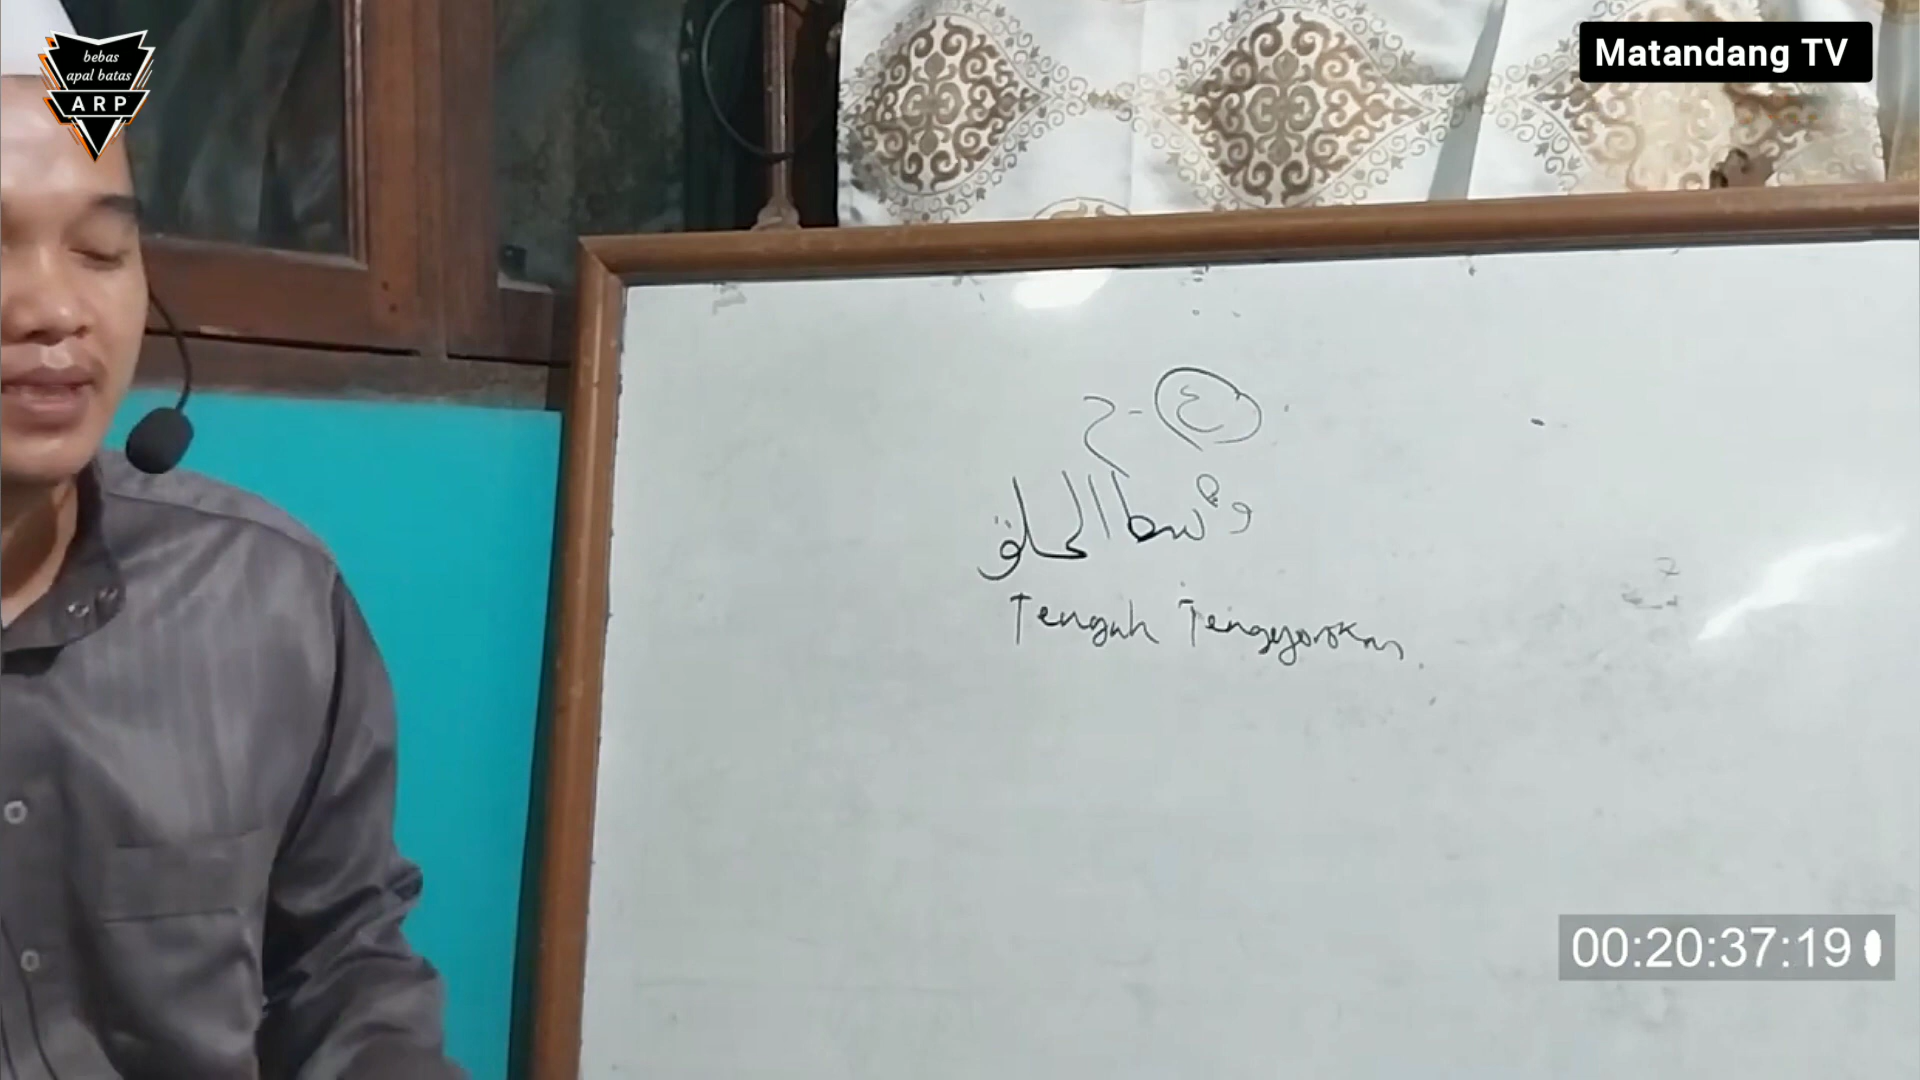 bebas
apal batas
ARP
Matandang TV
ع - ح
وسط الحلق
Tengah Tenggorokan
00:20:37:19